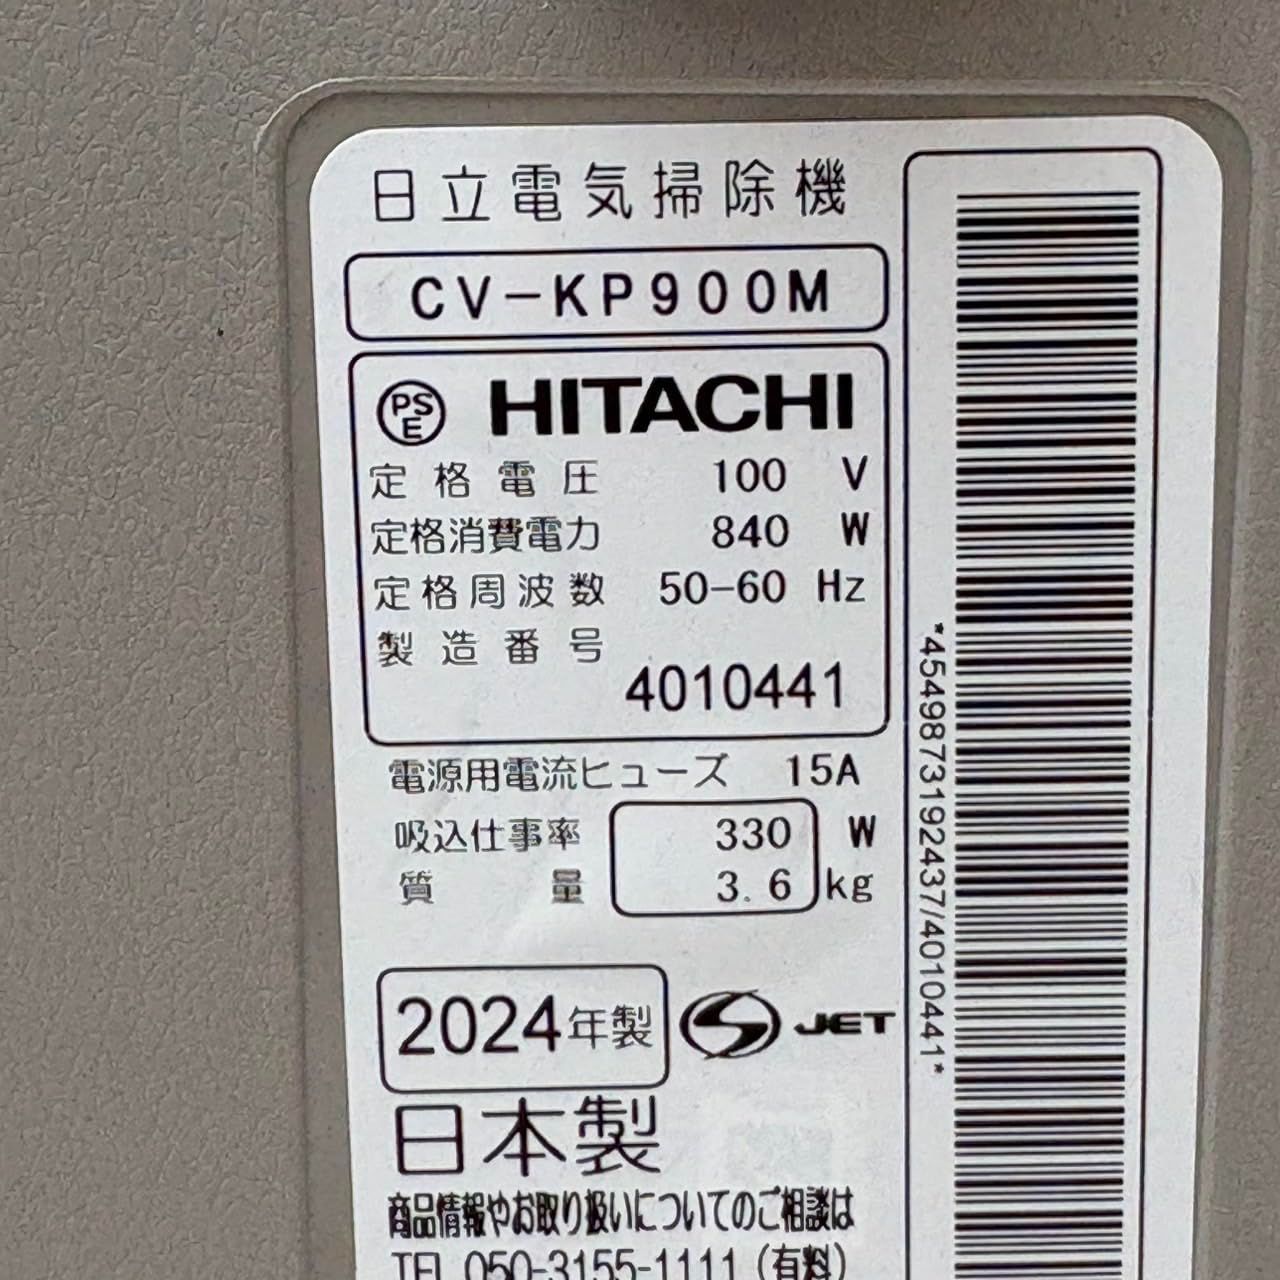 日立電気掃除機
CV-KP900M
PSE HITACHI
定格電圧 100 V
定格消費電力 840 W
定格周波数 50-60 Hz
製造番号
4010441
電源用電流ヒューズ 15A
吸込仕事率 330 W
質量 3.6 kg
2024年製 S JET
日本製
商品情報やお取り扱いについてのご相談は
TEL 050-3155-1111 (有料)
*4549873192437/4010441*